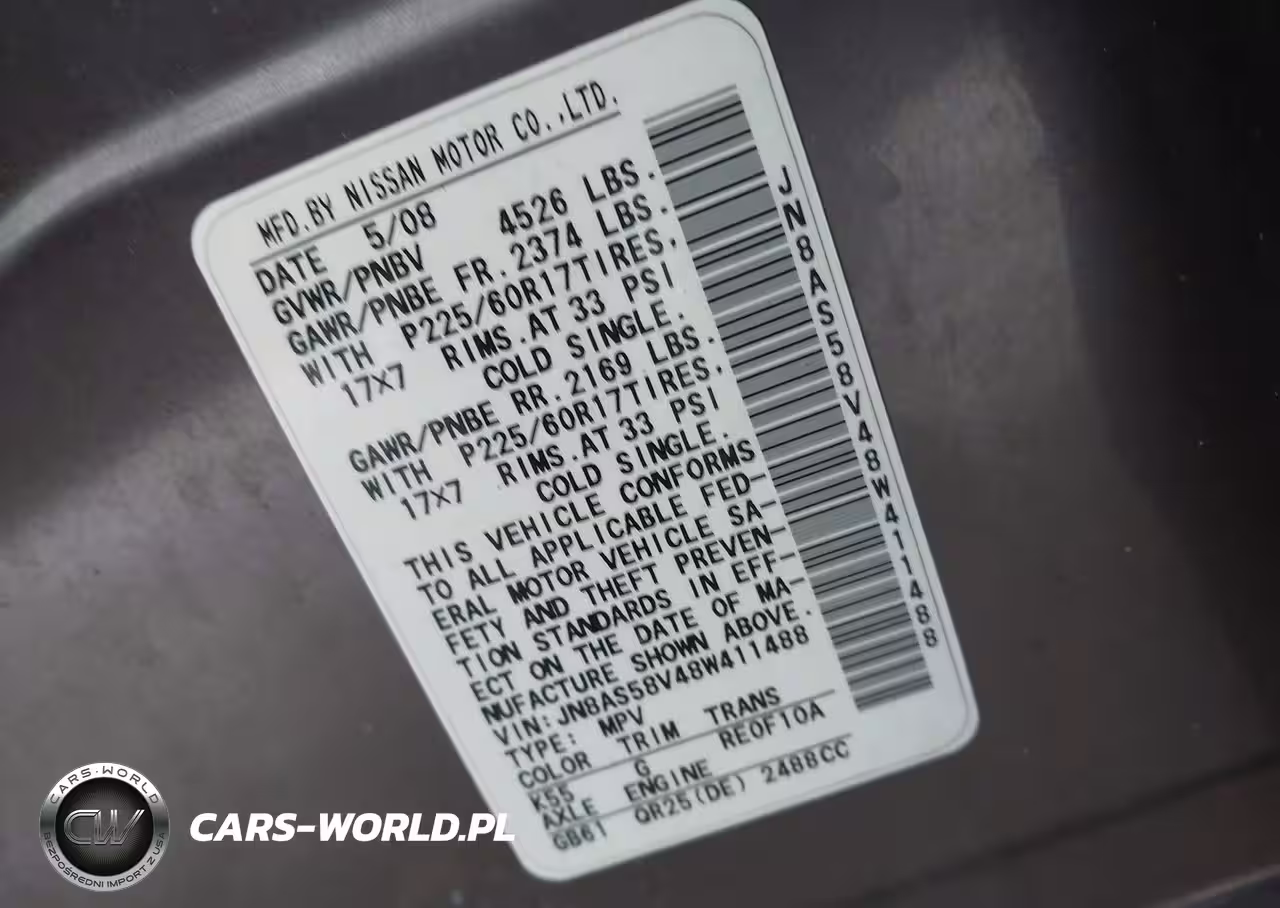 MFD.BY NISSAN MOTOR CO.,LTD.
DATE 5/08
GVWR/PNBV 4526 LBS.
GAWR/PNBE FR.2374 LBS.
WITH P225/60R17TIRES,
17X7 RIMS.AT 33 PSI
COLD SINGLE.
GAWR/PNBE RR.2169 LBS.
WITH P225/60R17TIRES,
17X7 RIMS.AT 33 PSI
COLD SINGLE.
THIS VEHICLE CONFORMS
TO ALL APPLICABLE FED-
ERAL MOTOR VEHICLE SA-
FETY AND THEFT PREVEN-
TION STANDARDS IN EFF-
ECT ON THE DATE OF MA-
NUFACTURE SHOWN ABOVE.
VIN:JN8AS58V48W411488
TYPE: MPV
COLOR TRIM TRANS
K55 G RE0F10A
AXLE ENGINE
GB61 QR25(DE) 2488CC
JN8AS58V48W411488
CARS-WORLD
CW
BEZPOŚREDNI IMPORT Z USA
CARS-WORLD.PL